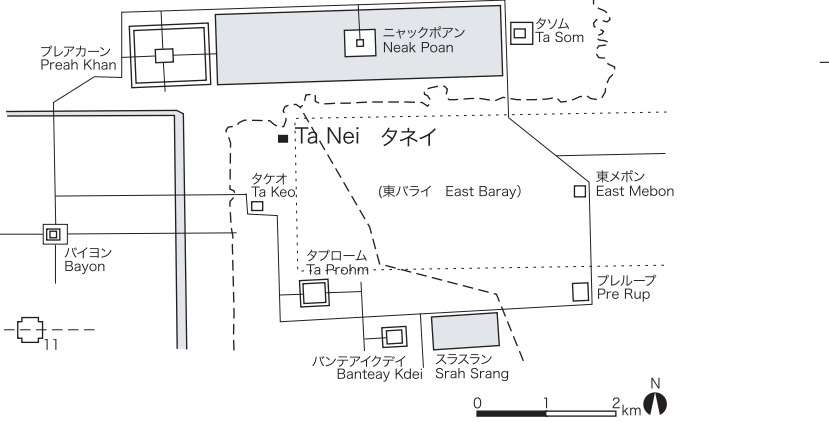 タソム
Ta Som
ニャックポアン
Neak Poan
プレアカーン
Preah Khan
Ta Nei タネイ
タケオ
Ta Keo
(東バライ East Baray)
東メボン
East Mebon
バイヨン
Bayon
タプローム
Ta Prohm
プレループ
Pre Rup
11
バンテアイクデイ
Banteay Kdei
スラスラン
Srah Srang
N
0 1 2 km